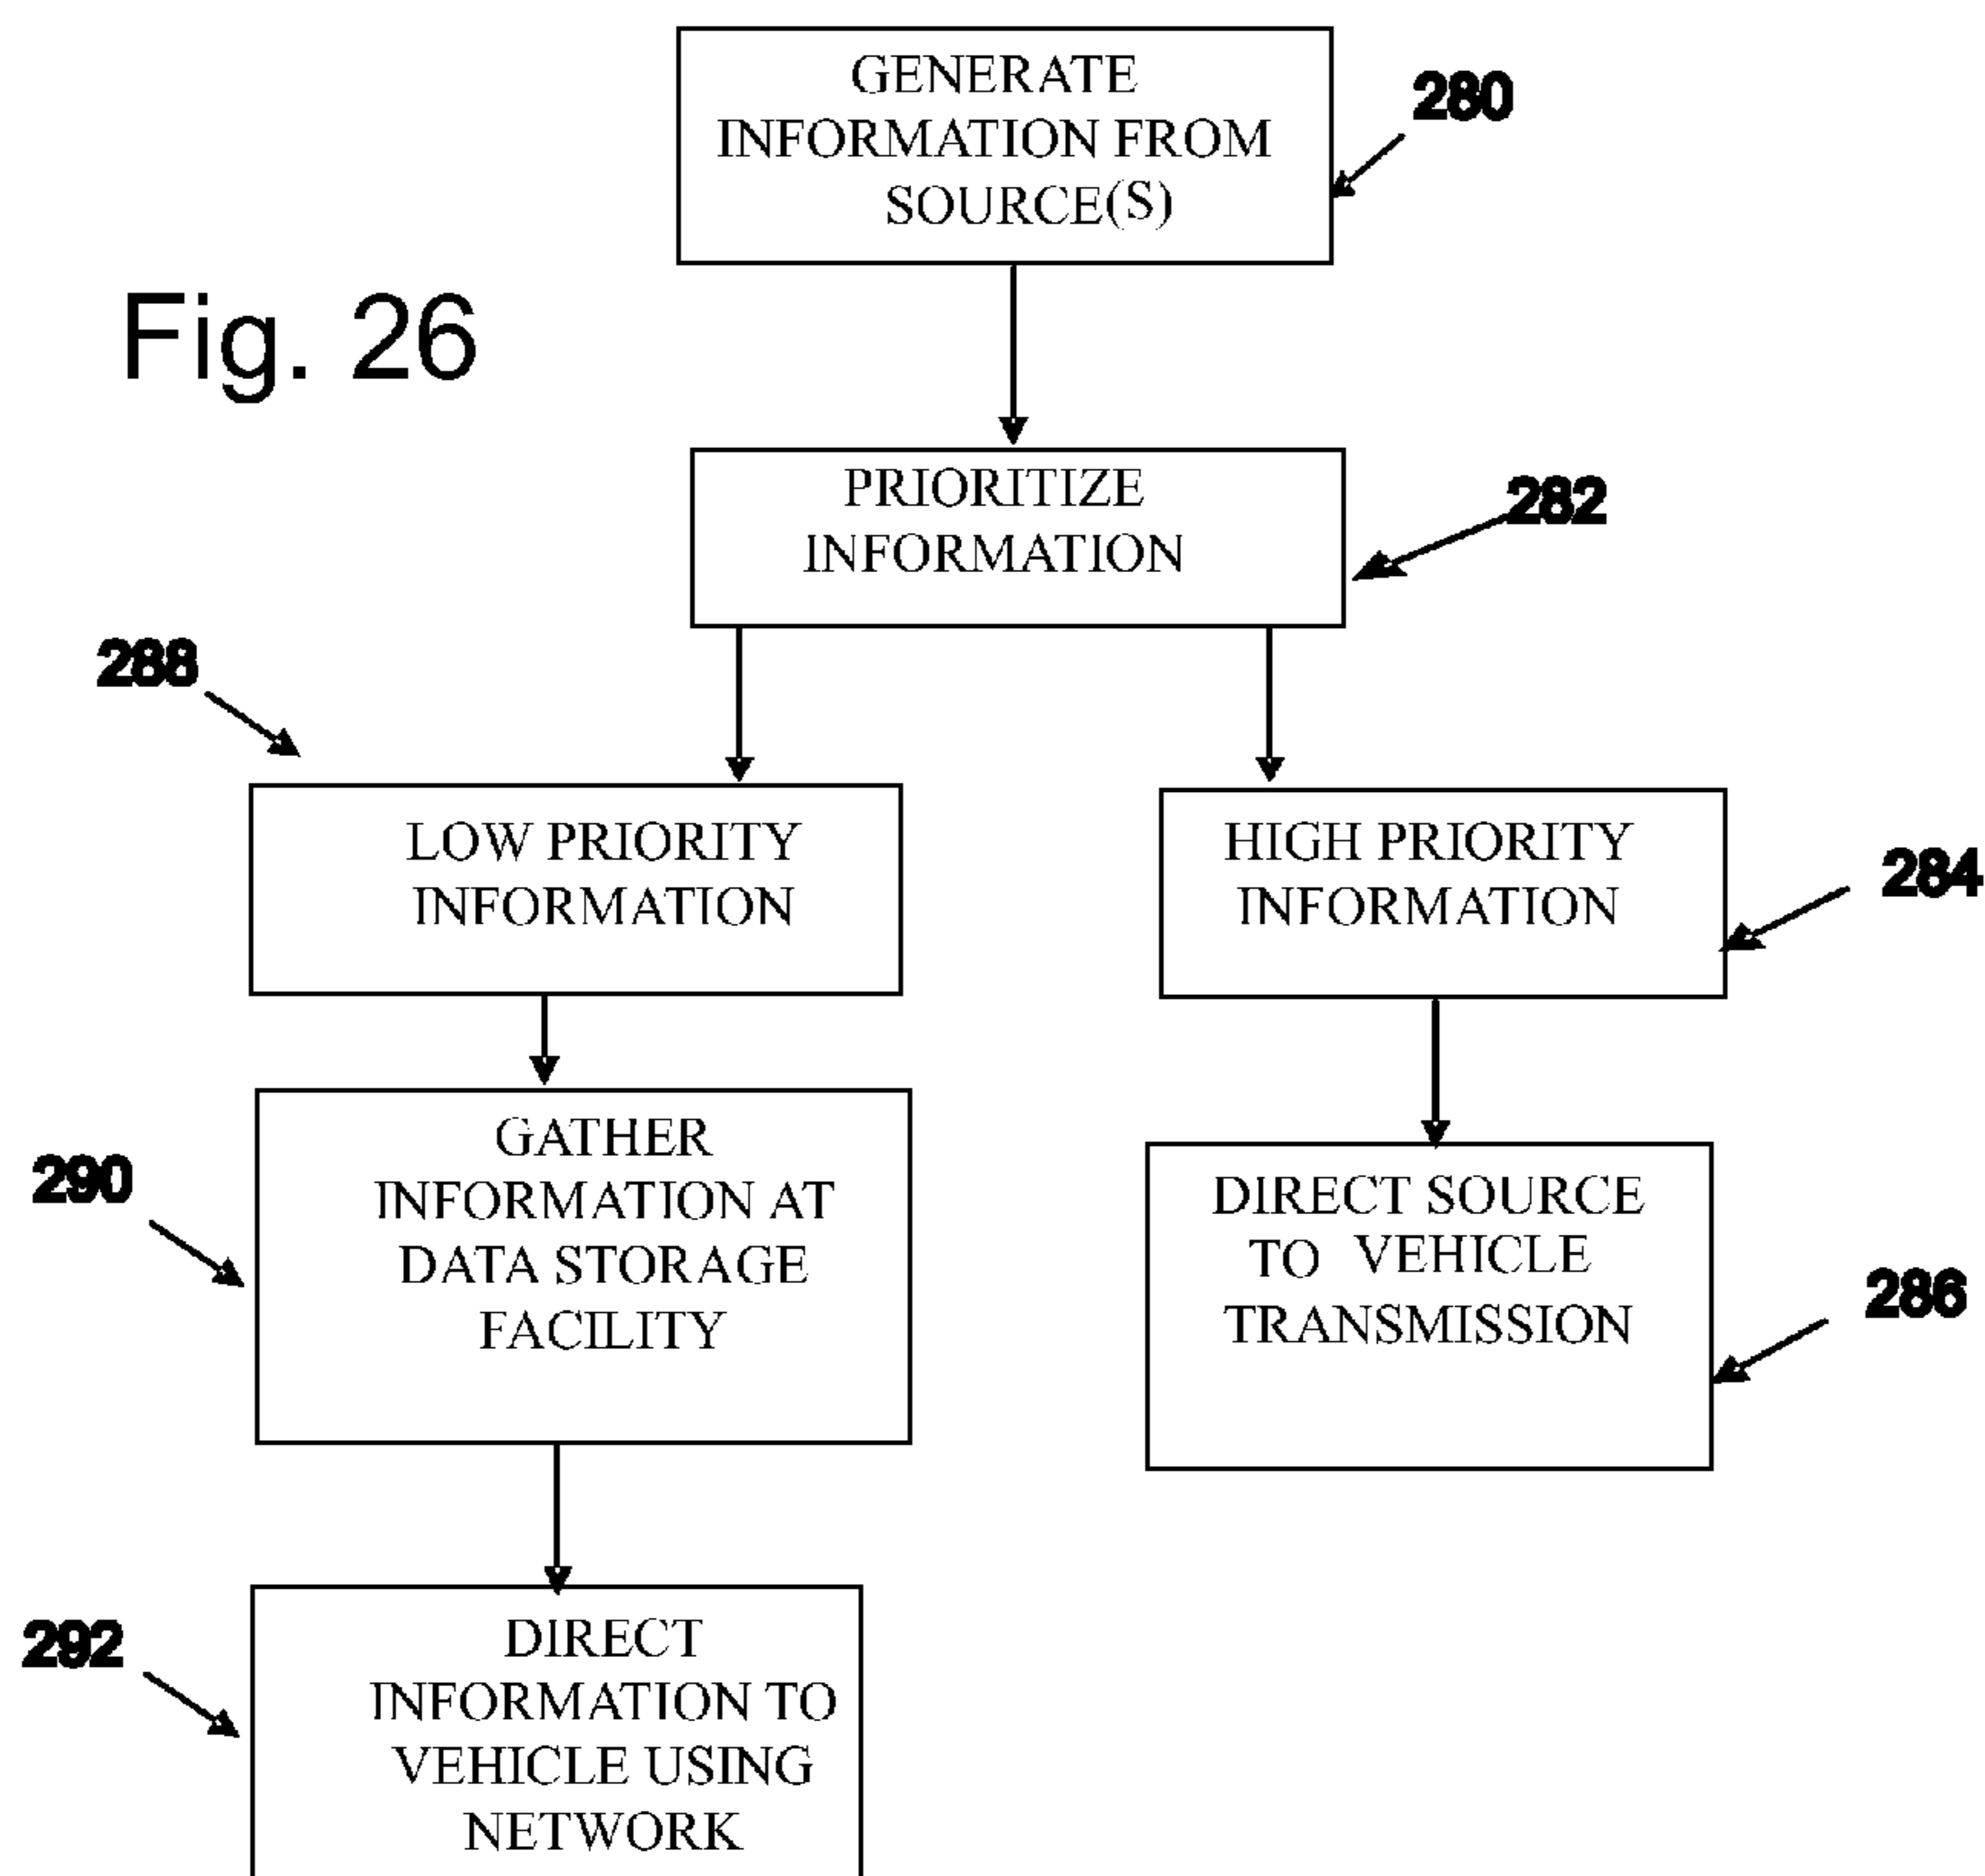 GENERATE
INFORMATION FROM
SOURCE(S)
280
Fig. 26
PRIORITIZE
INFORMATION
282
288
LOW PRIORITY
INFORMATION
HIGH PRIORITY
INFORMATION
284
GATHER
INFORMATION AT
DATA STORAGE
FACILITY
290
DIRECT SOURCE
TO VEHICLE
TRANSMISSION
286
292
DIRECT
INFORMATION TO
VEHICLE USING
NETWORK